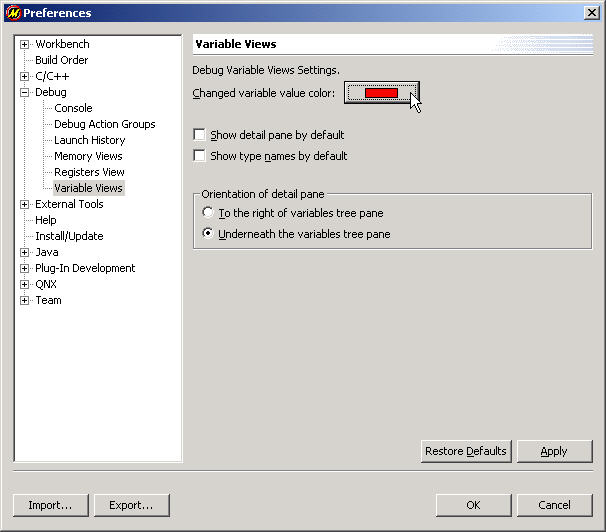 Preferences
Workbench
Build Order
C/C++
Debug
Console
Debug Action Groups
Launch History
Memory Views
Registers View
Variable Views
External Tools
Help
Install/Update
Java
Plug-In Development
QNX
Team
Variable Views
Debug Variable Views Settings.
Changed variable value color:
Show detail pane by default
Show type names by default
Orientation of detail pane
To the right of variables tree pane
Underneath the variables tree pane
Restore Defaults Apply
Import... Export... OK Cancel